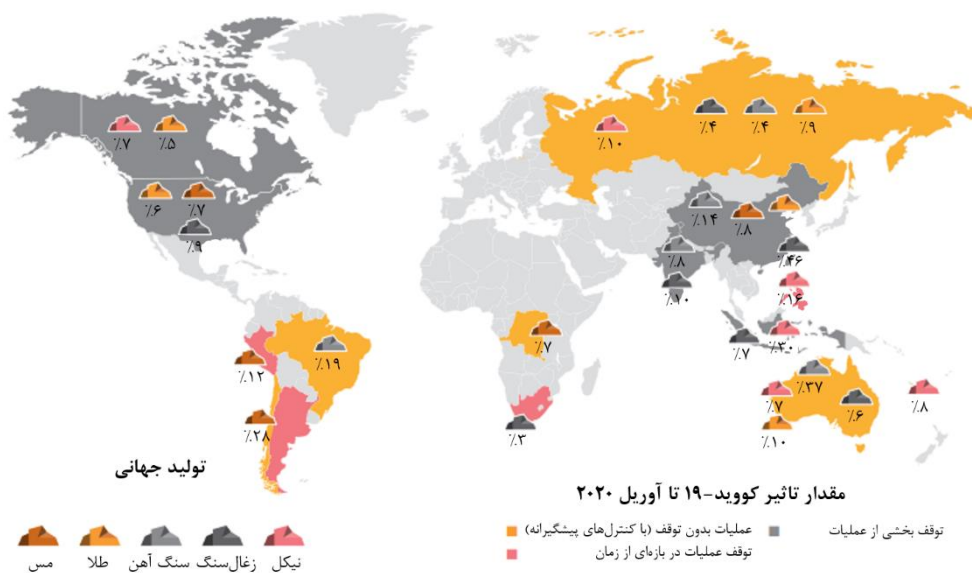 ٪۷
٪۵
٪۶
٪۷
٪۹
٪۱۲
٪۱۹
٪۲۸
٪۱۰
٪۴
٪۴
٪۹
٪۱۴
٪۸
٪۸
٪۴۶
٪۱۰
٪۱۶
٪۷
٪۳۰
٪۷
٪۳
٪۳۷
٪۷
٪۶
٪۸
٪۱۰
تولید جهانی
مس
طلا
سنگ آهن
زغال‌سنگ
نیکل
مقدار تاثیر کووید-۱۹ تا آوریل ۲۰۲۰
عملیات بدون توقف (با کنترل‌های پیشگیرانه)
توقف بخشی از عملیات
توقف عملیات در بازه‌ای از زمان